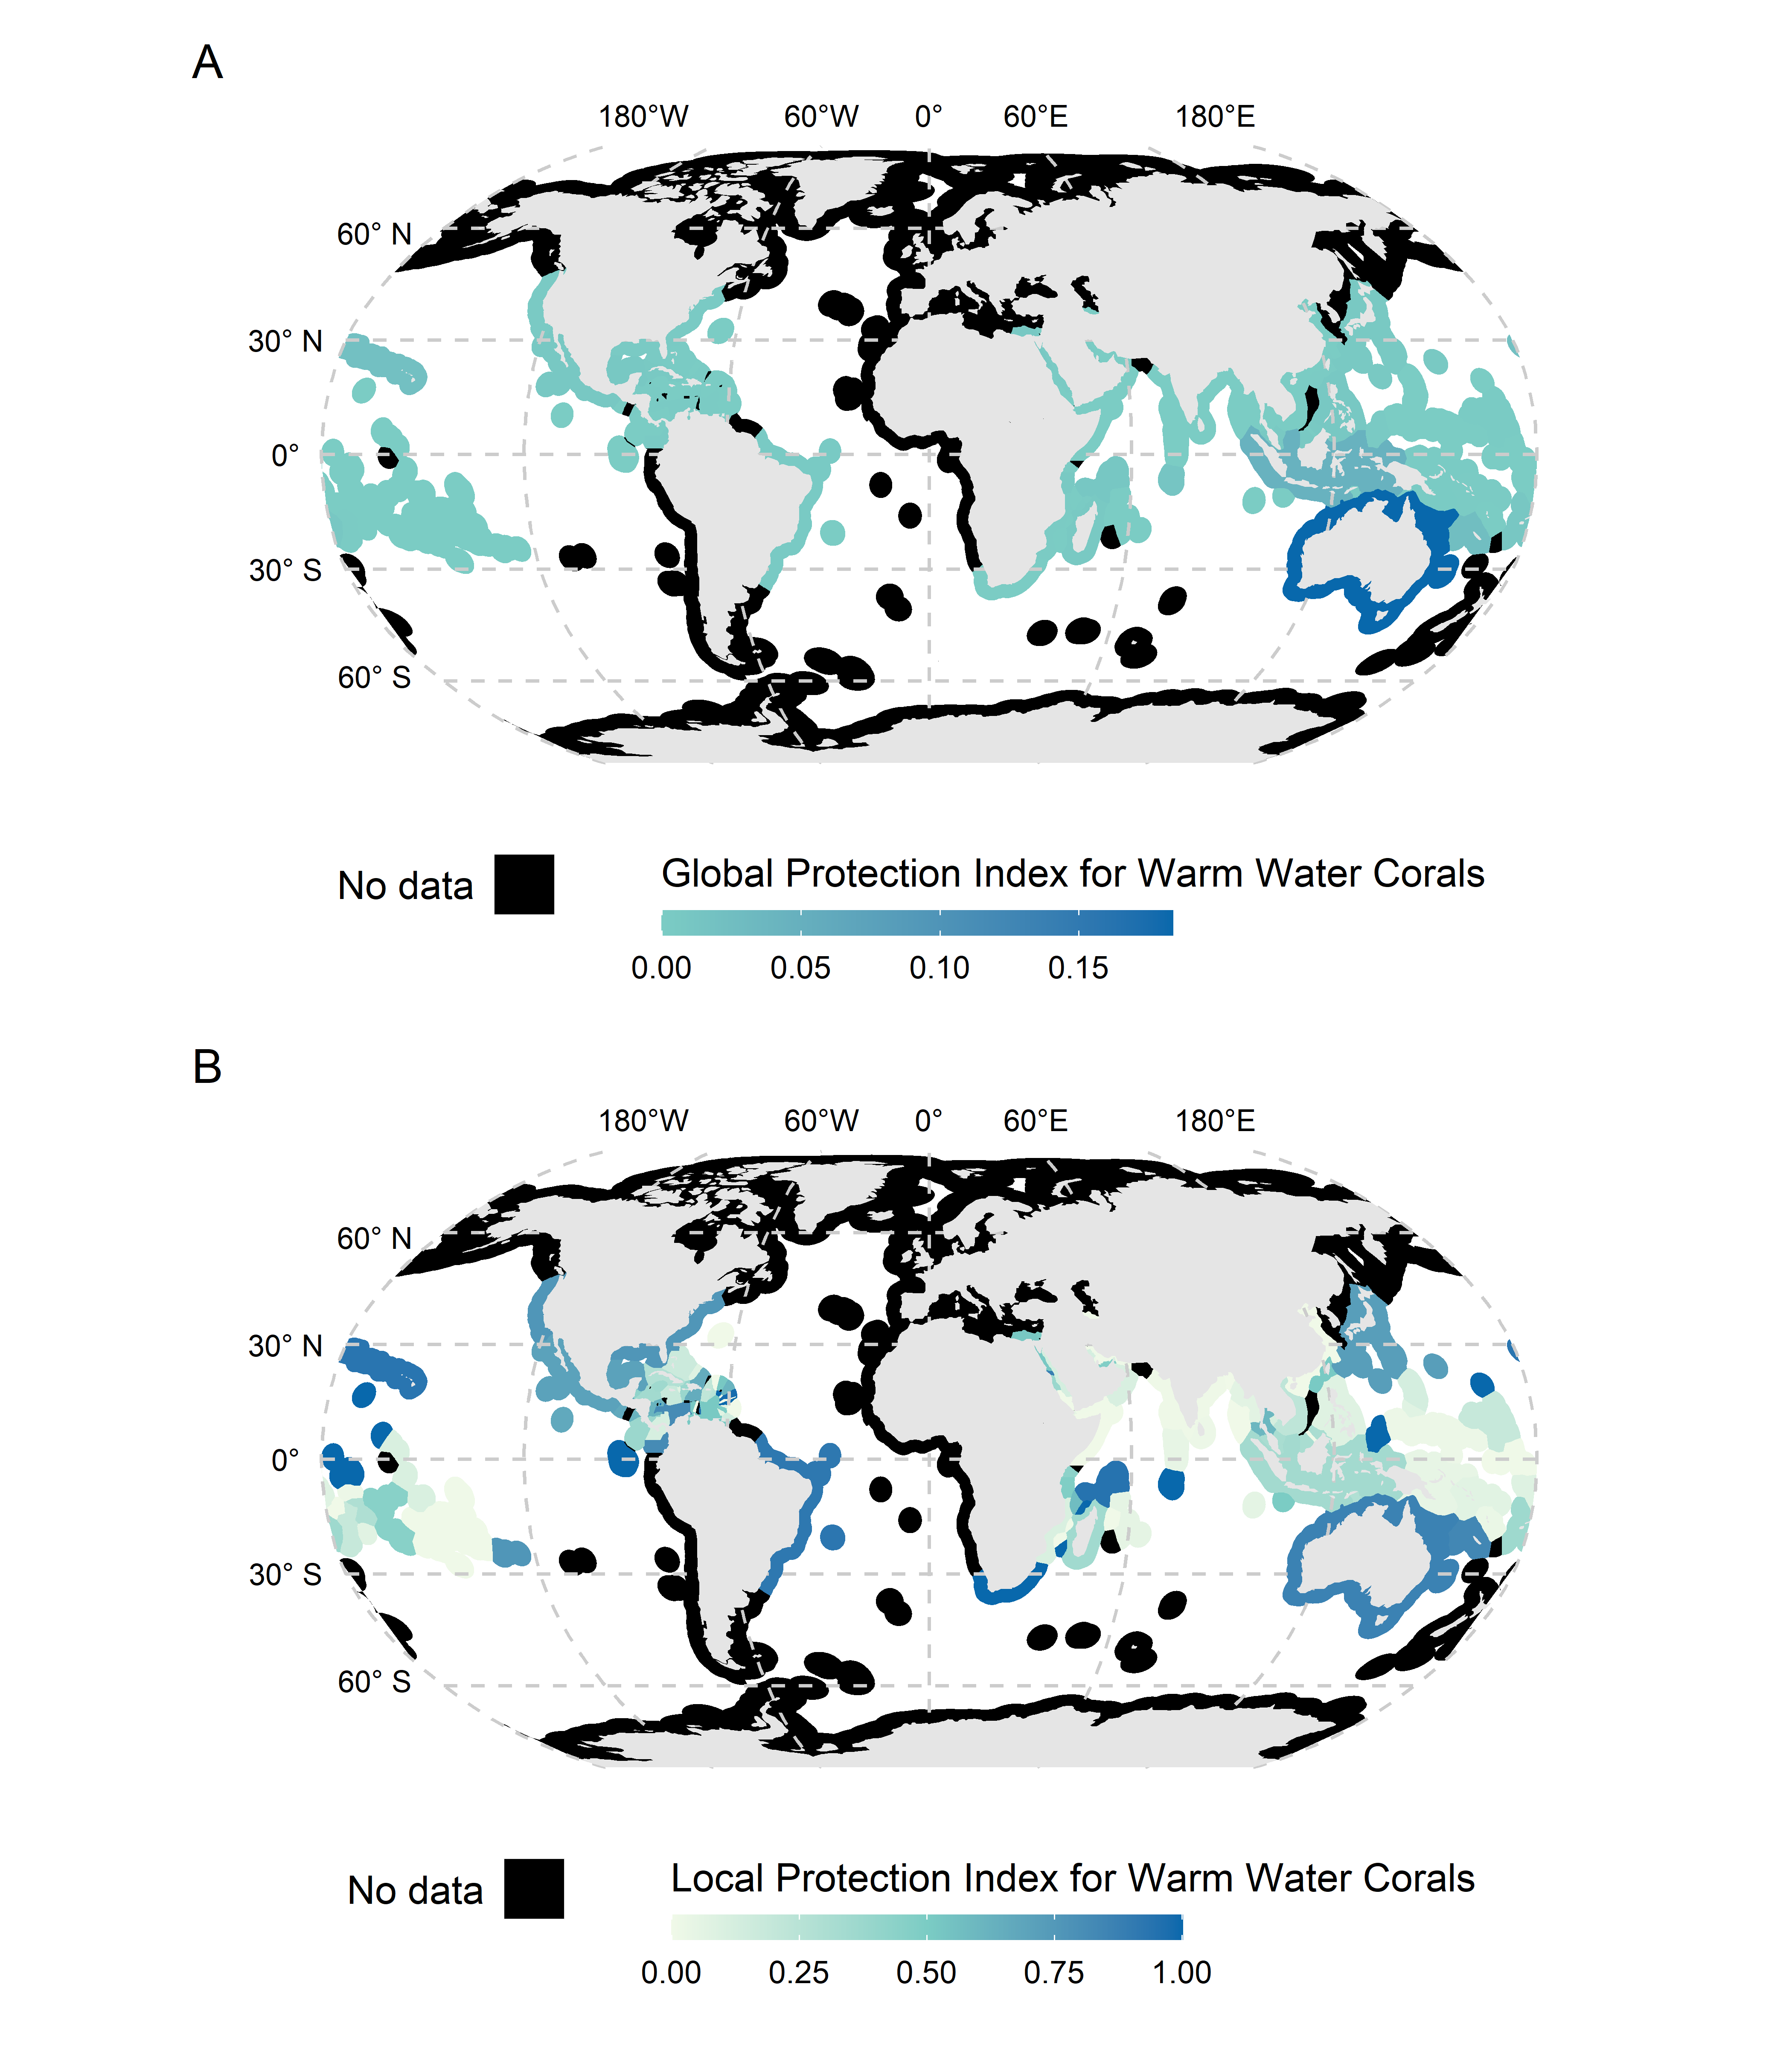 A
180°W 60°W 0° 60°E 180°E
60° N
30° N
0°
30° S
60° S
No data
Global Protection Index for Warm Water Corals
0.00 0.05 0.10 0.15
B
180°W 60°W 0° 60°E 180°E
60° N
30° N
0°
30° S
60° S
No data
Local Protection Index for Warm Water Corals
0.00 0.25 0.50 0.75 1.00